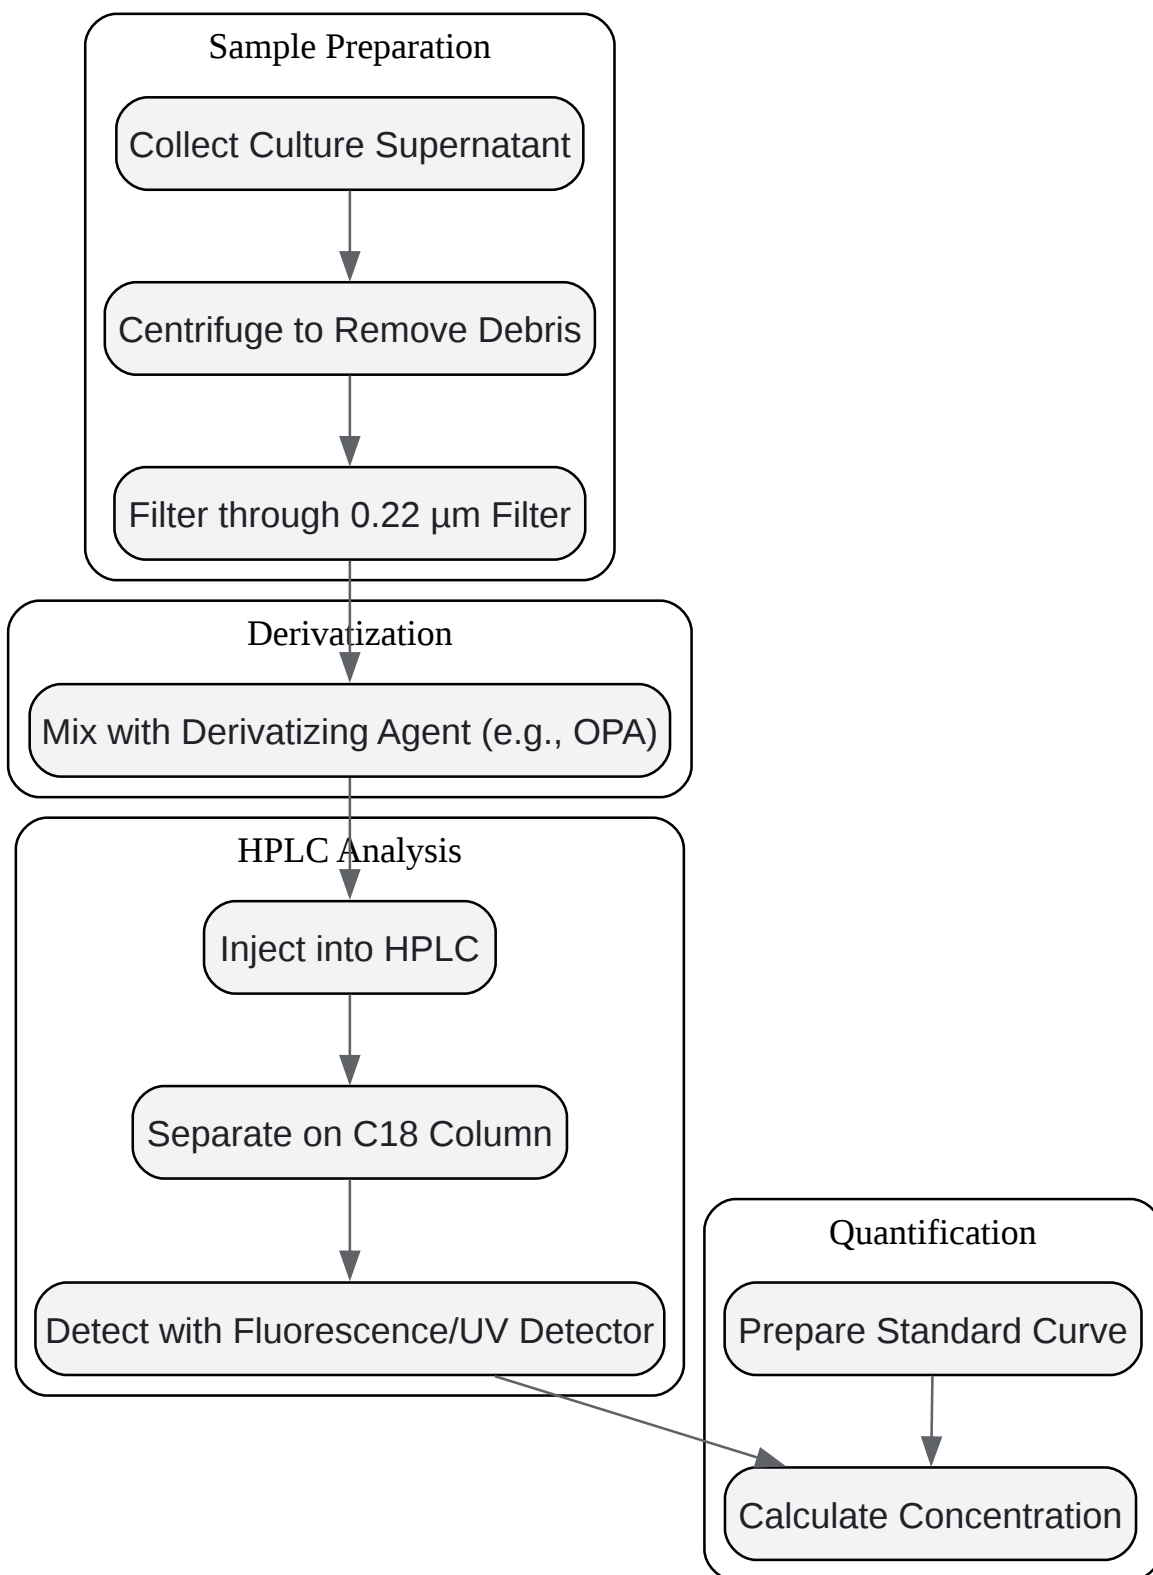 Sample Preparation
Collect Culture Supernatant
Centrifuge to Remove Debris
Filter through 0.22 µm Filter
Derivatization
Mix with Derivatizing Agent (e.g., OPA)
HPLC Analysis
Inject into HPLC
Separate on C18 Column
Detect with Fluorescence/UV Detector
Quantification
Prepare Standard Curve
Calculate Concentration